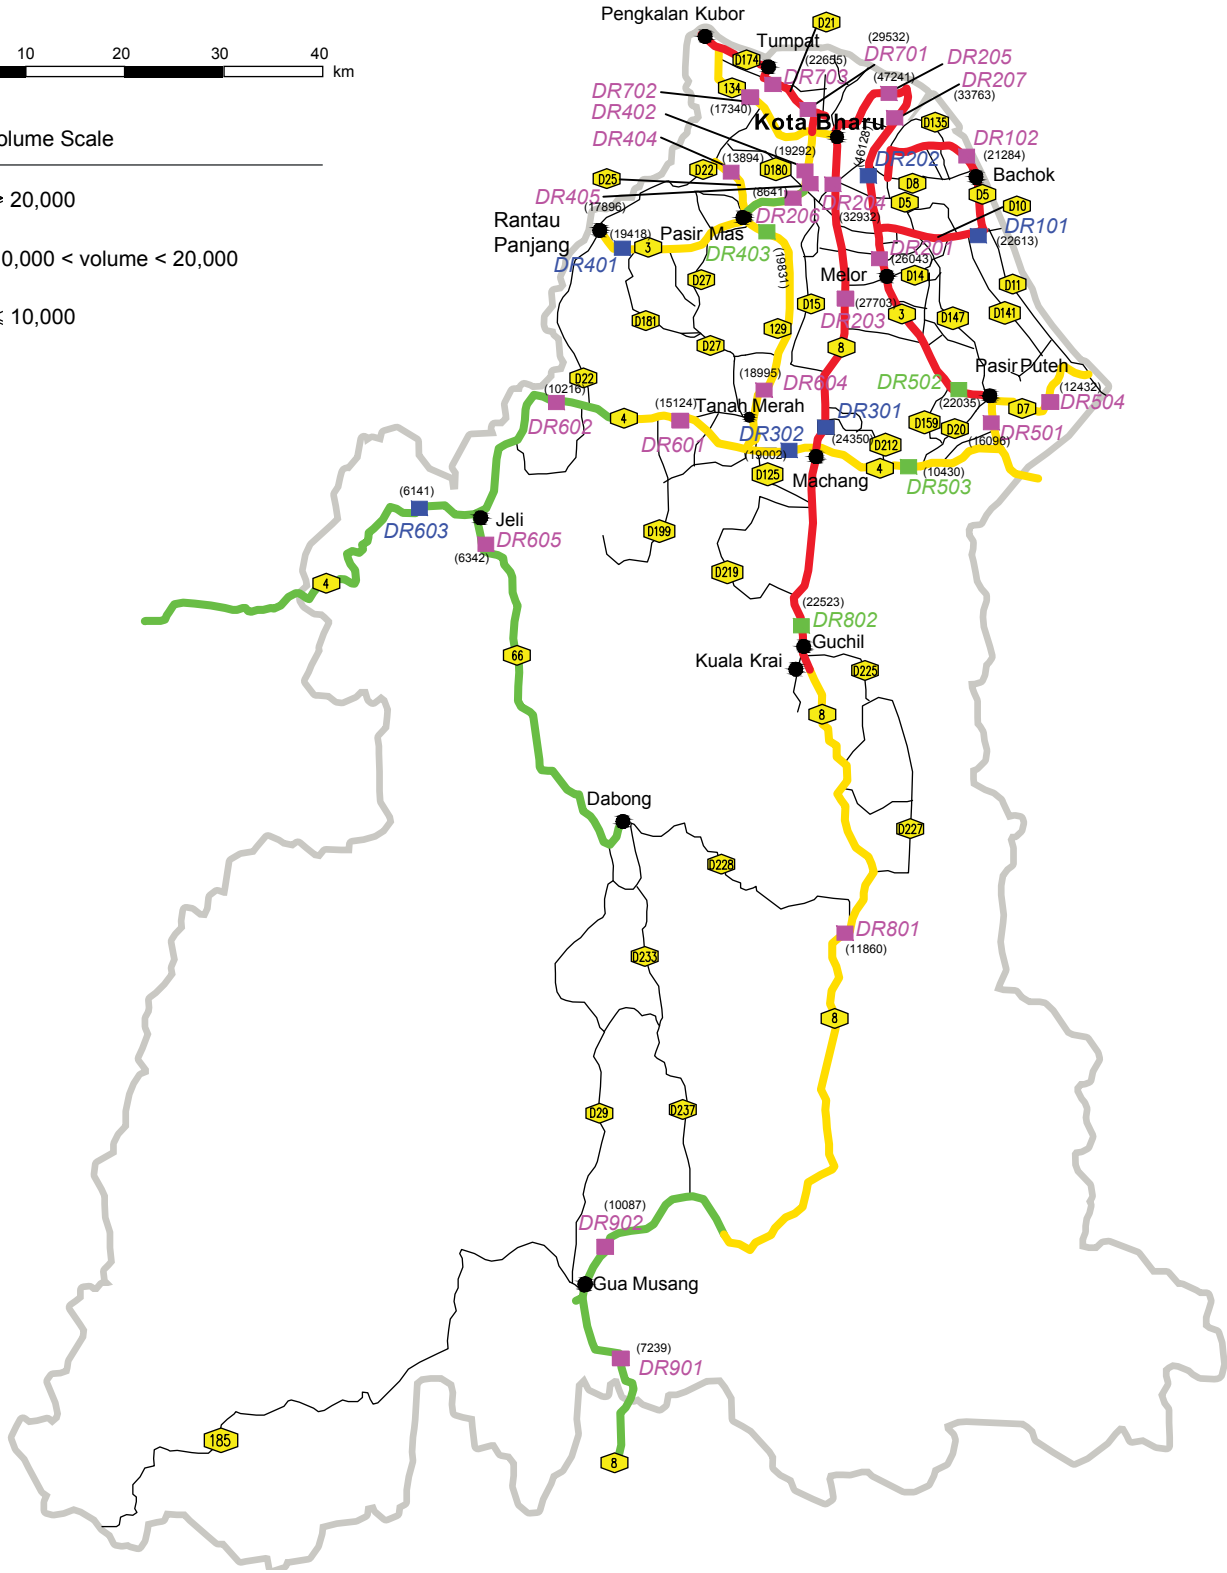 Pengkalan Kubor
D21
10 20 30 40
km
Tumpat
(29532)
DR701
DR205
D174
(22655)
DR703
(47241)
DR207
134
DR702
(17340)
(33763)
DR402
Kota Bharu
D135
DR404
DR102
olume Scale
(19292)
(21284)
(13894)
DR202
D25
D22
D180
Bachok
D8
20,000
DR405
(8641)
D5
D5
D10
(17896)
DR204
DR206
(32932)
DR101
Rantau
Panjang
(19418)
3
Pasir Mas
DR403
(22613)
DR401
DR201
0,000 < volume < 20,000
(19831)
(26043)
Melor
D14
D27
D11
D15
(27703)
D181
DR203
3
D147
D141
10,000
129
D27
8
Pasir Puteh
(18995)
D22
DR604
DR502
(12432)
(10216)
(15124)
Tanah Merah
(22035)
D7
DR504
4
DR301
DR602
DR601
DR302
D159
D20
DR501
(24350)
D212
(16096)
(19002)
D125
4
(10430)
Machang
DR503
(6141)
DR603
Jeli
D199
DR605
(6342)
D219
4
(22523)
DR802
Guchil
66
Kuala Krai
D225
8
Dabong
D227
D228
DR801
(11860)
D233
8
D29
D237
(10087)
DR902
Gua Musang
(7239)
DR901
185
8